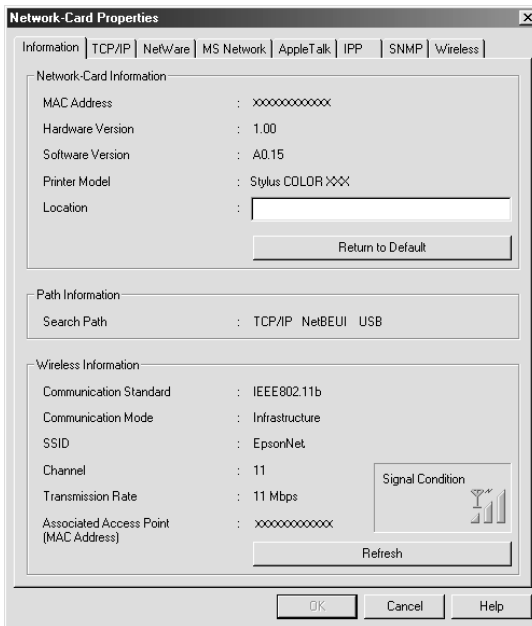 Network-Card Properties
Information TCP/IP NetWare MS Network AppleTalk IPP SNMP Wireless
Network-Card Information
MAC Address : xxxxxxxxxxxx
Hardware Version : 1.00
Software Version : A0.15
Printer Model : Stylus COLOR XXX
Location :
Return to Default
Path Information
Search Path : TCP/IP NetBEUI USB
Wireless Information
Communication Standard : IEEE802.11b
Communication Mode : Infrastructure
SSID : EpsonNet
Channel : 11
Signal Condition
Transmission Rate : 11 Mbps
Associated Access Point : xxxxxxxxxxxx
(MAC Address)
Refresh
OK Cancel Help